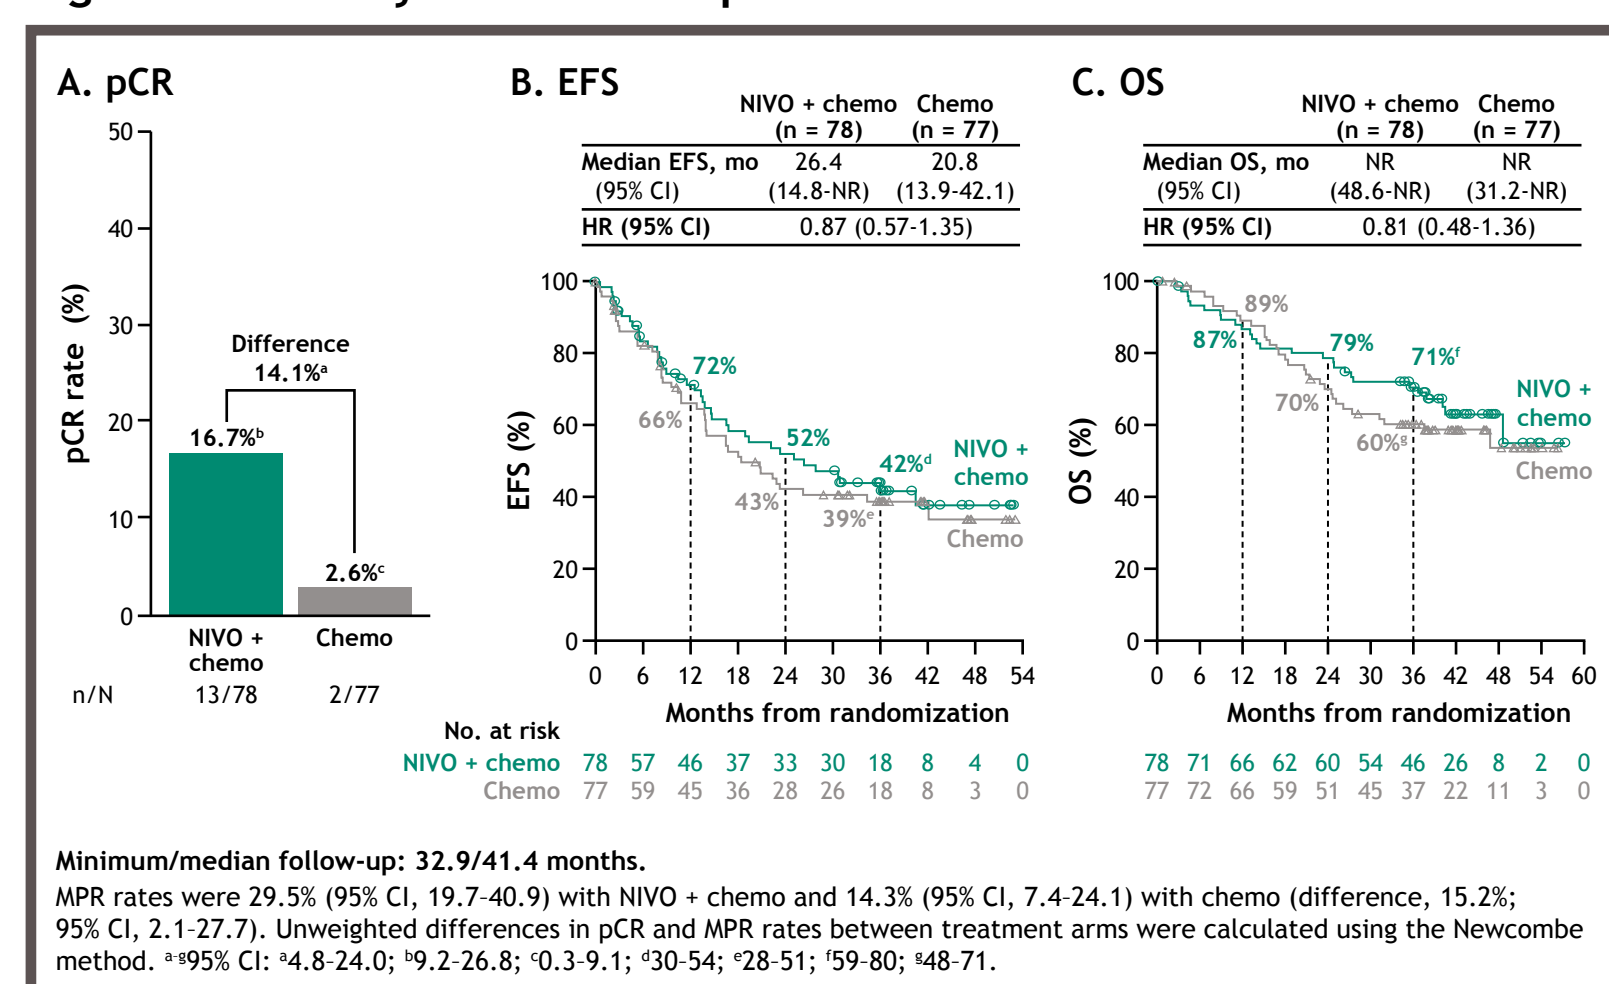 A. pCR
50
40
30
20
10
0
pCR rate (%)
Difference
14.1%ᵃ
16.7%ᵇ
2.6%ᶜ
NIVO +
chemo
Chemo
n/N 13/78 2/77
B. EFS
NIVO + chemo Chemo
(n = 78) (n = 77)
Median EFS, mo 26.4 20.8
(95% CI) (14.8-NR) (13.9-42.1)
HR (95% CI) 0.87 (0.57-1.35)
100
80
60
40
20
0
EFS (%)
72%
66%
52%
43%
42%ᵈ
39%ᵉ
NIVO +
chemo
Chemo
0 6 12 18 24 30 36 42 48 54
Months from randomization
No. at risk
NIVO + chemo 78 57 46 37 33 30 18 8 4 0
Chemo 77 59 45 36 28 26 18 8 3 0
C. OS
NIVO + chemo Chemo
(n = 78) (n = 77)
Median OS, mo NR NR
(95% CI) (48.6-NR) (31.2-NR)
HR (95% CI) 0.81 (0.48-1.36)
100
80
60
40
20
0
OS (%)
89%
87%
79%
70%
71%ᶠ
60%ᵍ
NIVO +
chemo
Chemo
0 6 12 18 24 30 36 42 48 54 60
Months from randomization
78 71 66 62 60 54 46 26 8 2 0
77 72 66 59 51 45 37 22 11 3 0
Minimum/median follow-up: 32.9/41.4 months.
MPR rates were 29.5% (95% CI, 19.7-40.9) with NIVO + chemo and 14.3% (95% CI, 7.4-24.1) with chemo (difference, 15.2%;
95% CI, 2.1-27.7). Unweighted differences in pCR and MPR rates between treatment arms were calculated using the Newcombe
method. ᵃ⁻ᵍ95% CI: ᵃ4.8-24.0; ᵇ9.2-26.8; ᶜ0.3-9.1; ᵈ30-54; ᵉ28-51; ᶠ59-80; ᵍ48-71.